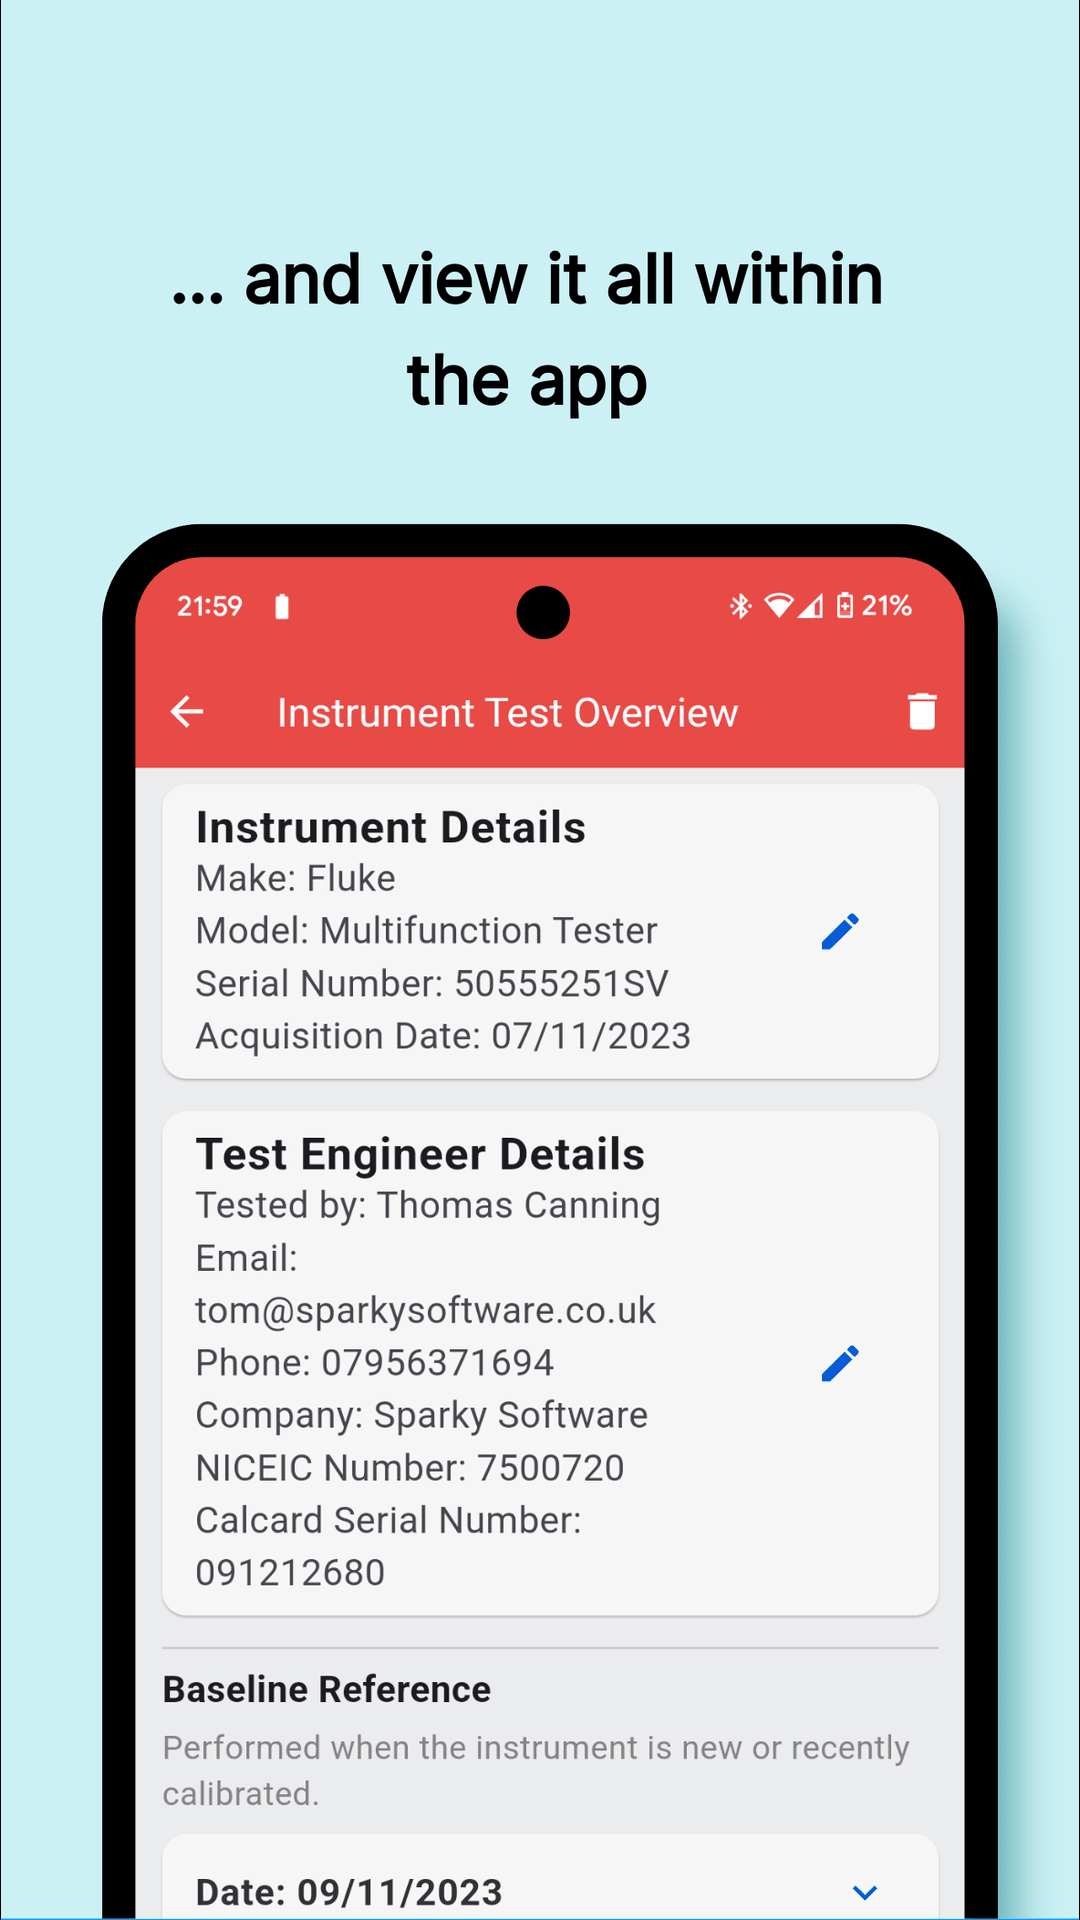 ... and view it all within
the app
21:59
21%
Instrument Test Overview
Instrument Details
Make: Fluke
Model: Multifunction Tester
Serial Number: 50555251SV
Acquisition Date: 07/11/2023
Test Engineer Details
Tested by: Thomas Canning
Email:
tom@sparkysoftware.co.uk
Phone: 07956371694
Company: Sparky Software
NICEIC Number: 7500720
Calcard Serial Number:
091212680
Baseline Reference
Performed when the instrument is new or recently
calibrated.
Date: 09/11/2023